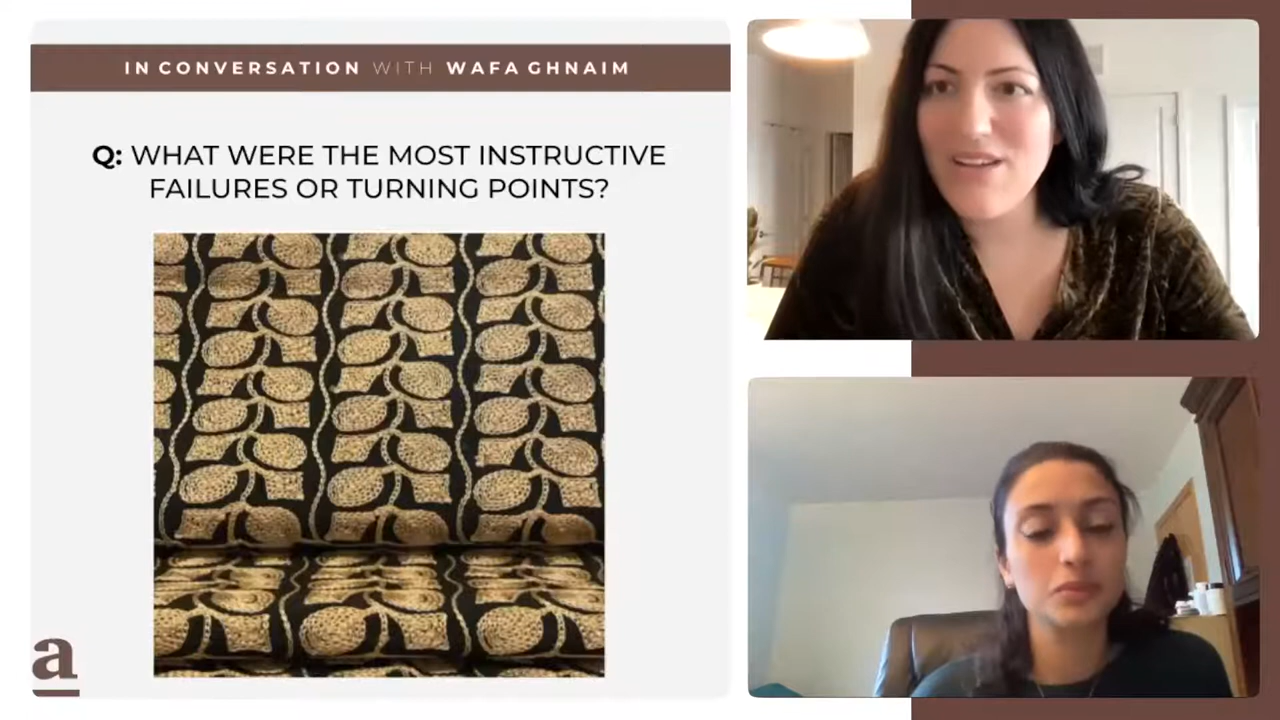 IN CONVERSATION WITH WAFA GHNAIM
Q: WHAT WERE THE MOST INSTRUCTIVE
FAILURES OR TURNING POINTS?
a